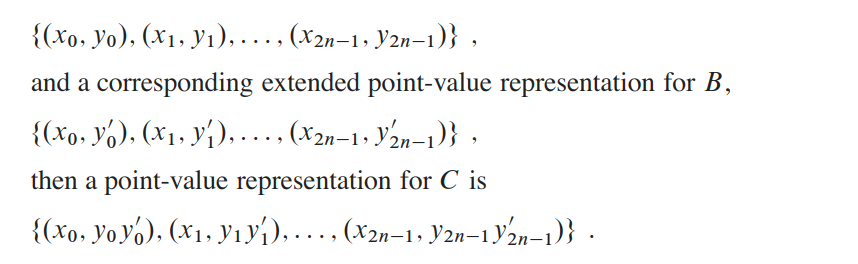 {(x₀, y₀), (x₁, y₁), . . . , (x₂ₙ₋₁, y₂ₙ₋₁)} ,
and a corresponding extended point-value representation for B,
{(x₀, y′₀), (x₁, y′₁), . . . , (x₂ₙ₋₁, y′₂ₙ₋₁)} ,
then a point-value representation for C is
{(x₀, y₀y′₀), (x₁, y₁y′₁), . . . , (x₂ₙ₋₁, y₂ₙ₋₁y′₂ₙ₋₁)} .